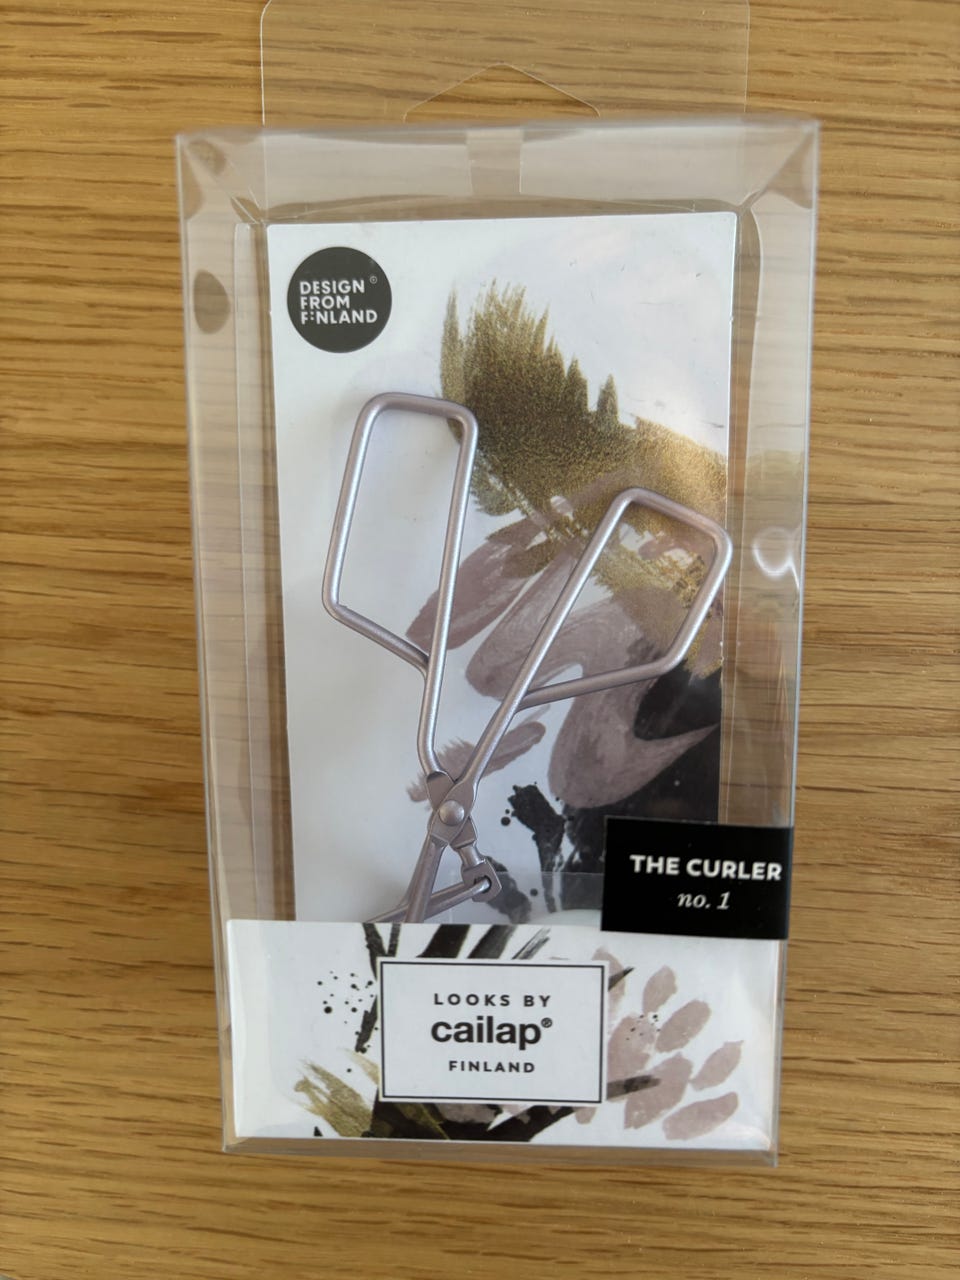 DESIGN
FROM
FINLAND
THE CURLER
no. 1
LOOKS BY
cailap®
FINLAND